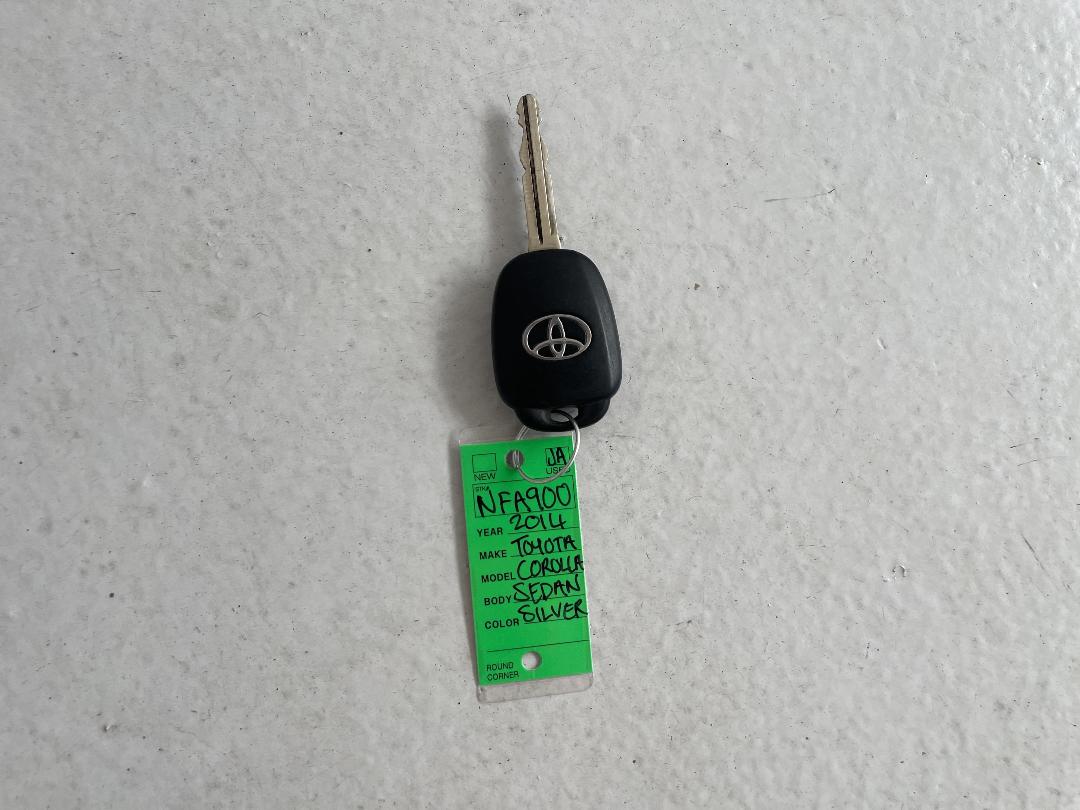 JA
NEW USED
STK#
NFA900
YEAR 2014
MAKE TOYOTA
MODEL COROLLA
BODY SEDAN
COLOR SILVER
ROUND
CORNER